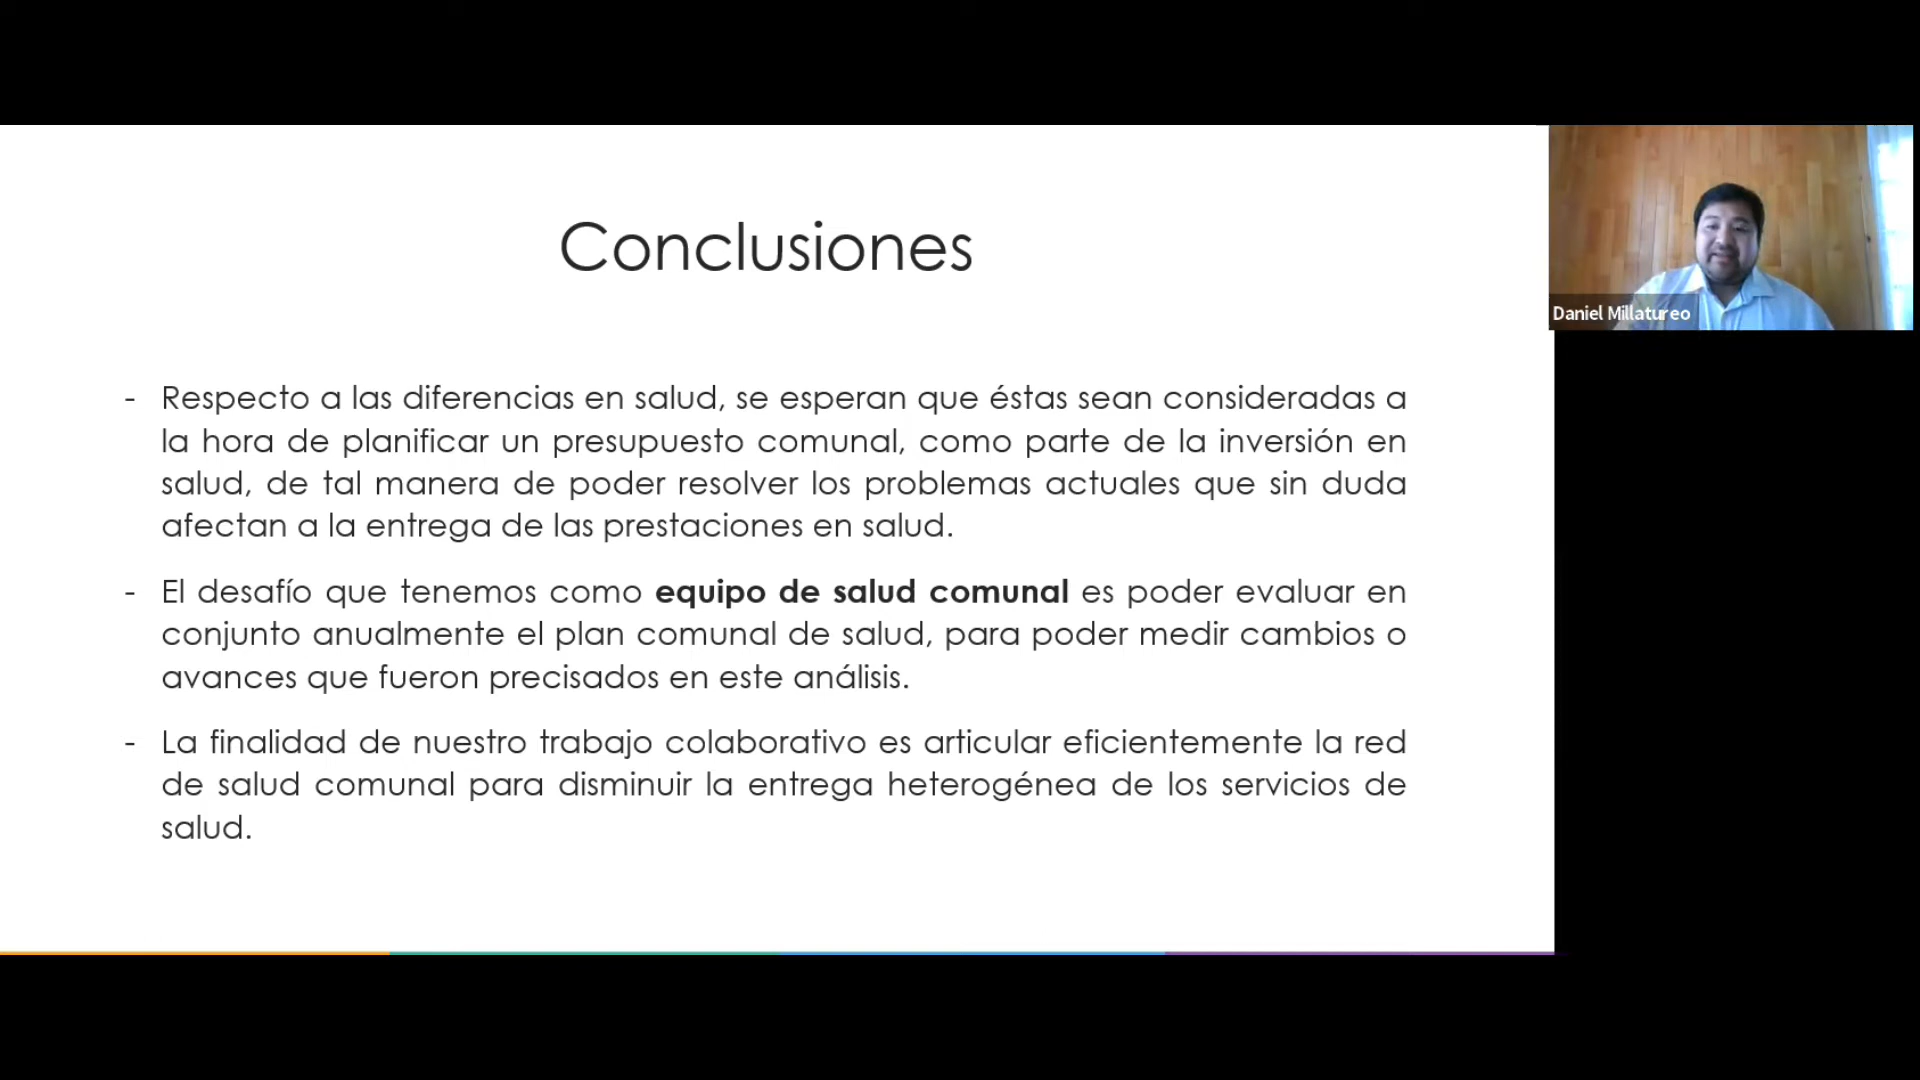 Conclusiones
Daniel Millatureo
- Respecto a las diferencias en salud, se esperan que éstas sean consideradas a
la hora de planificar un presupuesto comunal, como parte de la inversión en
salud, de tal manera de poder resolver los problemas actuales que sin duda
afectan a la entrega de las prestaciones en salud.
- El desafío que tenemos como equipo de salud comunal es poder evaluar en
conjunto anualmente el plan comunal de salud, para poder medir cambios o
avances que fueron precisados en este análisis.
- La finalidad de nuestro trabajo colaborativo es articular eficientemente la red
de salud comunal para disminuir la entrega heterogénea de los servicios de
salud.